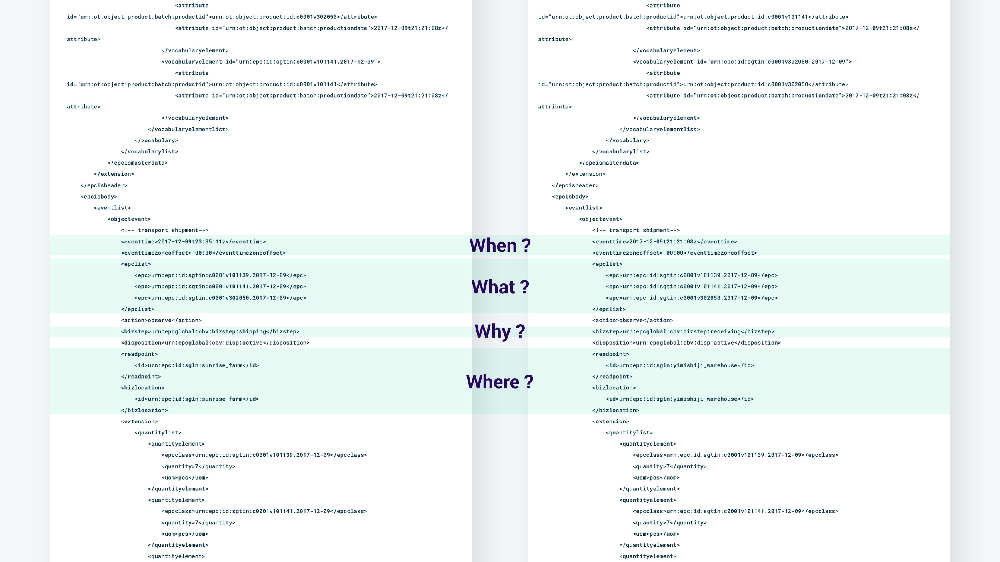 <attribute
id="urn:ot:object:product:batch:productid">urn:ot:object:product:id:c0001v302050</attribute>
<attribute id="urn:ot:object:product:batch:productiondate">2017-12-09t21:21:08z</
attribute>
</vocabularyelement>
<vocabularyelement id="urn:epc:id:sgtin:c0001v101141.2017-12-09">
<attribute
id="urn:ot:object:product:batch:productid">urn:ot:object:product:id:c0001v101141</attribute>
<attribute id="urn:ot:object:product:batch:productiondate">2017-12-09t21:21:08z</
attribute>
</vocabularyelement>
</vocabularyelementlist>
</vocabulary>
</vocabularylist>
</epcismasterdata>
</extension>
</epcisheader>
<epcisbody>
<eventlist>
<objectevent>
<!-- transport shipment-->
<eventtime>2017-12-09t23:35:11z</eventtime>
<eventtimezoneoffset>-00:00</eventtimezoneoffset>
<epclist>
<epc>urn:epc:id:sgtin:c0001v101139.2017-12-09</epc>
<epc>urn:epc:id:sgtin:c0001v101141.2017-12-09</epc>
<epc>urn:epc:id:sgtin:c0001v302050.2017-12-09</epc>
</epclist>
<action>observe</action>
<bizstep>urn:epcglobal:cbv:bizstep:shipping</bizstep>
<disposition>urn:epcglobal:cbv:disp:active</disposition>
<readpoint>
<id>urn:epc:id:sgln:sunrise_farm</id>
</readpoint>
<bizlocation>
<id>urn:epc:id:sgln:sunrise_farm</id>
</bizlocation>
<extension>
<quantitylist>
<quantityelement>
<epcclass>urn:epc:id:sgtin:c0001v101139.2017-12-09</epcclass>
<quantity>7</quantity>
<uom>pcs</uom>
</quantityelement>
<quantityelement>
<epcclass>urn:epc:id:sgtin:c0001v101141.2017-12-09</epcclass>
<quantity>7</quantity>
<uom>pcs</uom>
</quantityelement>
<quantityelement>
When ?
What ?
Why ?
Where ?
<attribute
id="urn:ot:object:product:batch:productid">urn:ot:object:product:id:c0001v101141</attribute>
<attribute id="urn:ot:object:product:batch:productiondate">2017-12-09t21:21:08z</
attribute>
</vocabularyelement>
<vocabularyelement id="urn:epc:id:sgtin:c0001v302050.2017-12-09">
<attribute
id="urn:ot:object:product:batch:productid">urn:ot:object:product:id:c0001v302050</attribute>
<attribute id="urn:ot:object:product:batch:productiondate">2017-12-09t21:21:08z</
attribute>
</vocabularyelement>
</vocabularyelementlist>
</vocabulary>
</vocabularylist>
</epcismasterdata>
</extension>
</epcisheader>
<epcisbody>
<eventlist>
<objectevent>
<!-- transport shipment-->
<eventtime>2017-12-09t21:21:08z</eventtime>
<eventtimezoneoffset>-00:00</eventtimezoneoffset>
<epclist>
<epc>urn:epc:id:sgtin:c0001v101139.2017-12-09</epc>
<epc>urn:epc:id:sgtin:c0001v101141.2017-12-09</epc>
<epc>urn:epc:id:sgtin:c0001v302050.2017-12-09</epc>
</epclist>
<action>observe</action>
<bizstep>urn:epcglobal:cbv:bizstep:receiving</bizstep>
<disposition>urn:epcglobal:cbv:disp:active</disposition>
<readpoint>
<id>urn:epc:id:sgln:yimishiji_warehouse</id>
</readpoint>
<bizlocation>
<id>urn:epc:id:sgln:yimishiji_warehouse</id>
</bizlocation>
<extension>
<quantitylist>
<quantityelement>
<epcclass>urn:epc:id:sgtin:c0001v101139.2017-12-09</epcclass>
<quantity>7</quantity>
<uom>pcs</uom>
</quantityelement>
<quantityelement>
<epcclass>urn:epc:id:sgtin:c0001v101141.2017-12-09</epcclass>
<quantity>7</quantity>
<uom>pcs</uom>
</quantityelement>
<quantityelement>